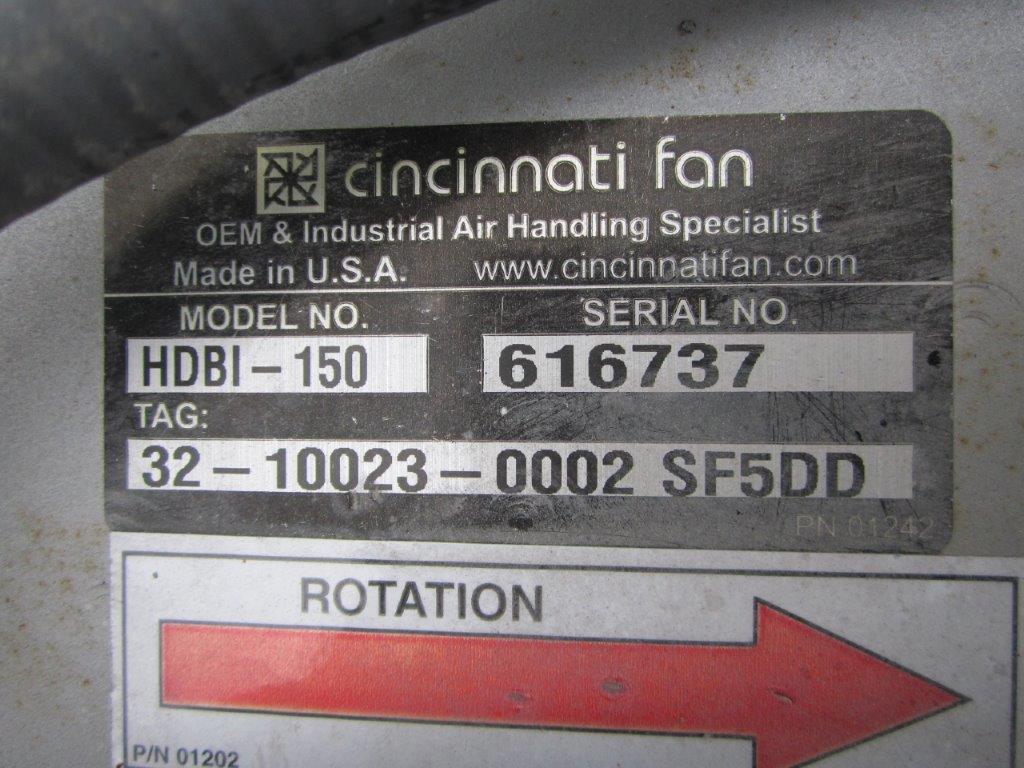 cincinnati fan
OEM & Industrial Air Handling Specialist
Made in U.S.A. www.cincinnatifan.com
MODEL NO. SERIAL NO.
HDBI-150 616737
TAG:
32-10023-0002 SF5DD
PN 01242
ROTATION
P/N 01202